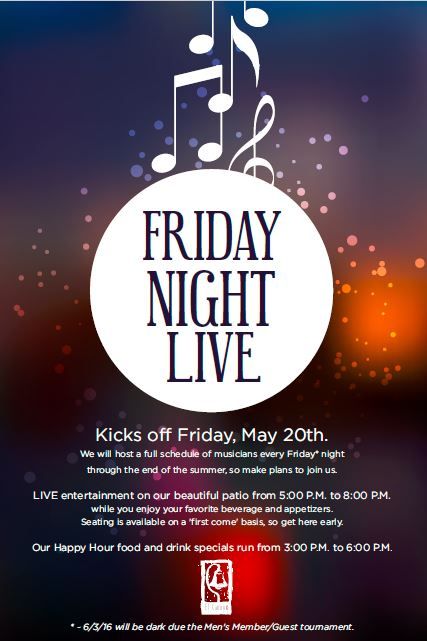 FRIDAY
NIGHT
LIVE
Kicks off Friday, May 20th.
We will host a full schedule of musicians every Friday* night
through the end of the summer, so make plans to join us.
LIVE entertainment on our beautiful patio from 5:00 P.M. to 8:00 P.M.
while you enjoy your favorite beverage and appetizers.
Seating is available on a 'first come' basis, so get here early.
Our Happy Hour food and drink specials run from 3:00 P.M. to 6:00 P.M.
* - 6/3/16 will be dark due the Men's Member/Guest tournament.